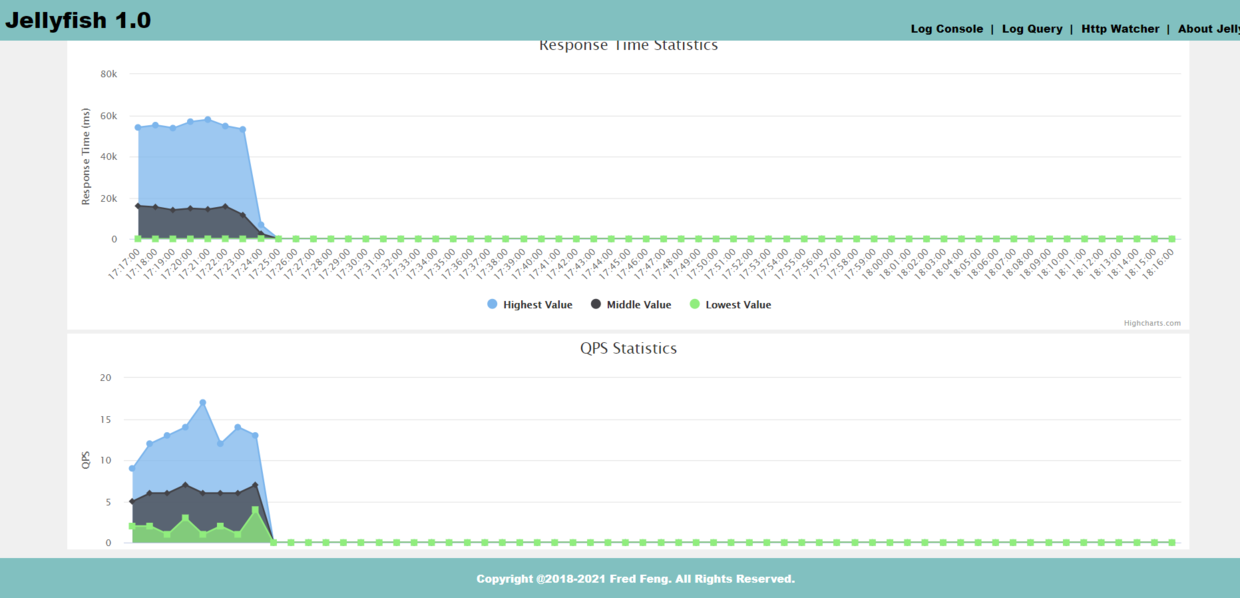 Jellyfish 1.0
Log Console | Log Query | Http Watcher | About Jelly
Response Time Statistics
Response Time (ms)
80k
60k
40k
20k
0
17:17:00 17:18:00 17:19:00 17:20:00 17:21:00 17:22:00 17:23:00 17:24:00 17:25:00 17:26:00 17:27:00 17:28:00 17:29:00 17:30:00 17:31:00 17:32:00 17:33:00 17:34:00 17:35:00 17:36:00 17:37:00 17:38:00 17:39:00 17:40:00 17:41:00 17:42:00 17:43:00 17:44:00 17:45:00 17:46:00 17:47:00 17:48:00 17:49:00 17:50:00 17:51:00 17:52:00 17:53:00 17:54:00 17:55:00 17:56:00 17:57:00 17:58:00 17:59:00 18:00:00 18:01:00 18:02:00 18:03:00 18:04:00 18:05:00 18:06:00 18:07:00 18:08:00 18:09:00 18:10:00 18:11:00 18:12:00 18:13:00 18:14:00 18:15:00 18:16:00
Highest Value Middle Value Lowest Value
Highcharts.com
QPS Statistics
QPS
20
15
10
5
0
Copyright @2018-2021 Fred Feng. All Rights Reserved.